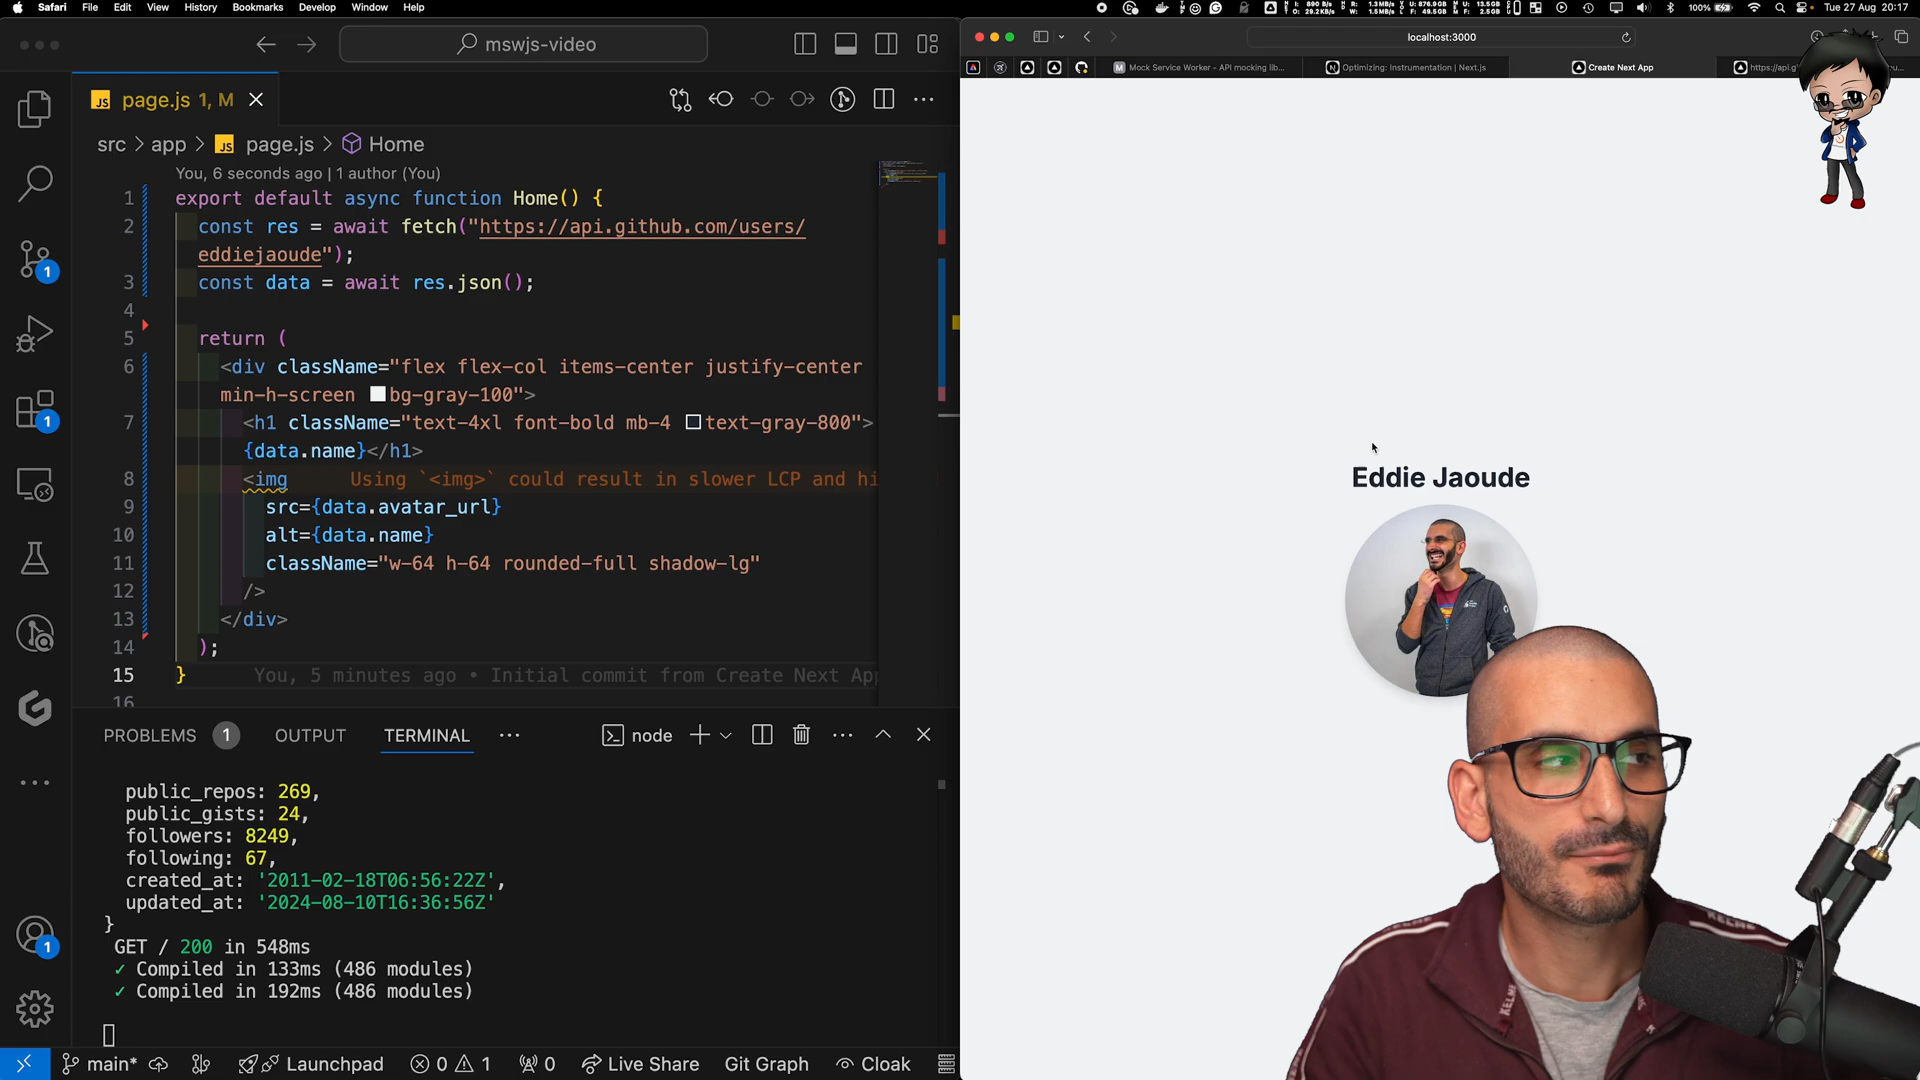 Safari File Edit View History Bookmarks Develop Window Help
100% Tue 27 Aug 20:17
mswjs-video
localhost:3000
Mock Service Worker - API mocking lib...
Optimizing: Instrumentation | Next.js
Create Next App
page.js 1, M
src > app > page.js > Home
You, 6 seconds ago | 1 author (You)
1 export default async function Home() {
2 const res = await fetch("https://api.github.com/users/
eddiejaoude");
3 const data = await res.json();
4
5 return (
6 <div className="flex flex-col items-center justify-center
min-h-screen bg-gray-100">
7 <h1 className="text-4xl font-bold mb-4 text-gray-800">
{data.name}</h1>
8 <img Using `<img>` could result in slower LCP and hi
9 src={data.avatar_url}
10 alt={data.name}
11 className="w-64 h-64 rounded-full shadow-lg"
12 />
13 </div>
14 );
15 } You, 5 minutes ago • Initial commit from Create Next App
16
1
1
1
PROBLEMS 1 OUTPUT TERMINAL ... node
public_repos: 269,
public_gists: 24,
followers: 8249,
following: 67,
created_at: '2011-02-18T06:56:22Z',
updated_at: '2024-08-10T16:36:56Z'
}
GET / 200 in 548ms
✓ Compiled in 133ms (486 modules)
✓ Compiled in 192ms (486 modules)
main* Launchpad 0 1 0 Live Share Git Graph Cloak
Eddie Jaoude
KELME
KELME